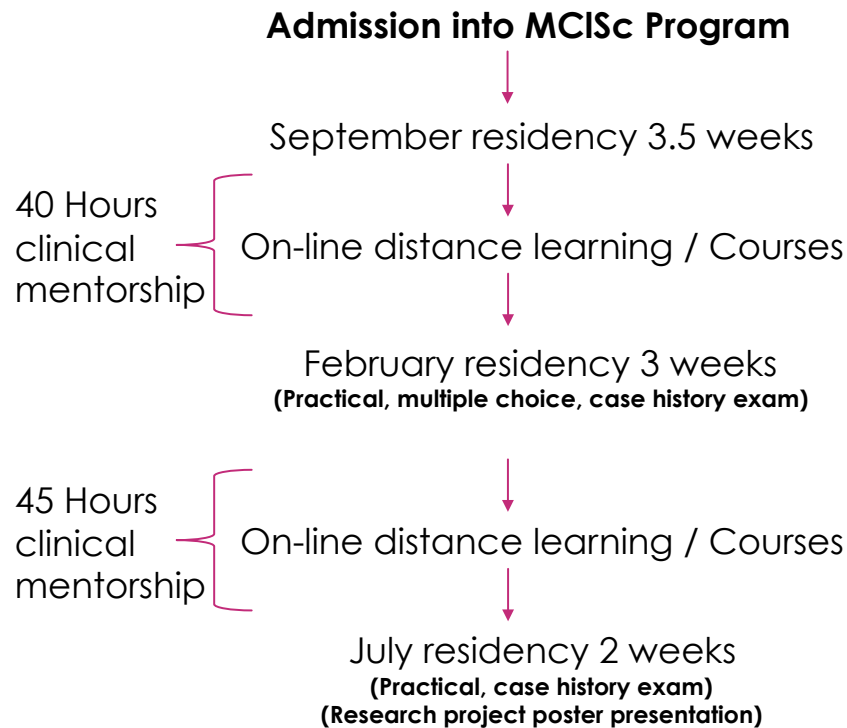 Admission into MClSc Program
September residency 3.5 weeks
40 Hours
clinical
mentorship
On-line distance learning / Courses
February residency 3 weeks
(Practical, multiple choice, case history exam)
45 Hours
clinical
mentorship
On-line distance learning / Courses
July residency 2 weeks
(Practical, case history exam)
(Research project poster presentation)